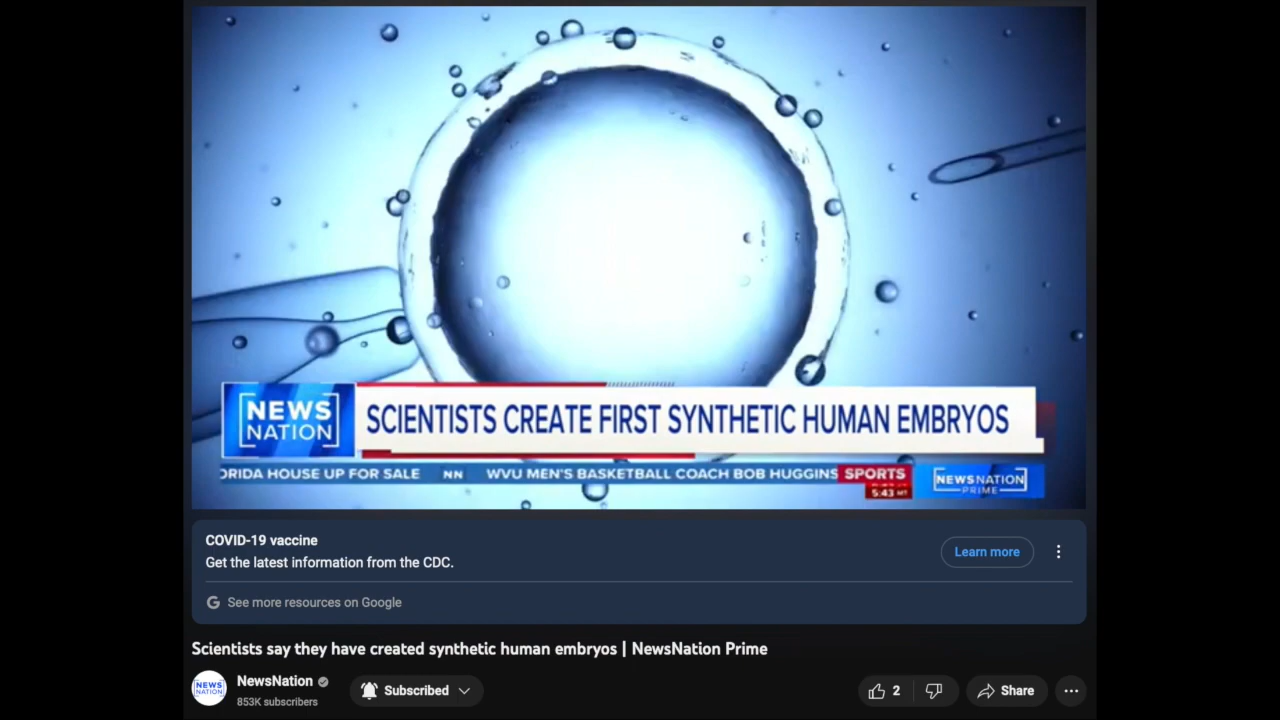 NEWS
NATION
SCIENTISTS CREATE FIRST SYNTHETIC HUMAN EMBRYOS
ORIDA HOUSE UP FOR SALE NN WVU MEN'S BASKETBALL COACH BOB HUGGINS SPORTS
5:43 MT
NEWSNATION
PRIME
COVID-19 vaccine
Get the latest information from the CDC.
Learn more
See more resources on Google
Scientists say they have created synthetic human embryos | NewsNation Prime
NEWS
NATION
NewsNation
853K subscribers
Subscribed
2
Share